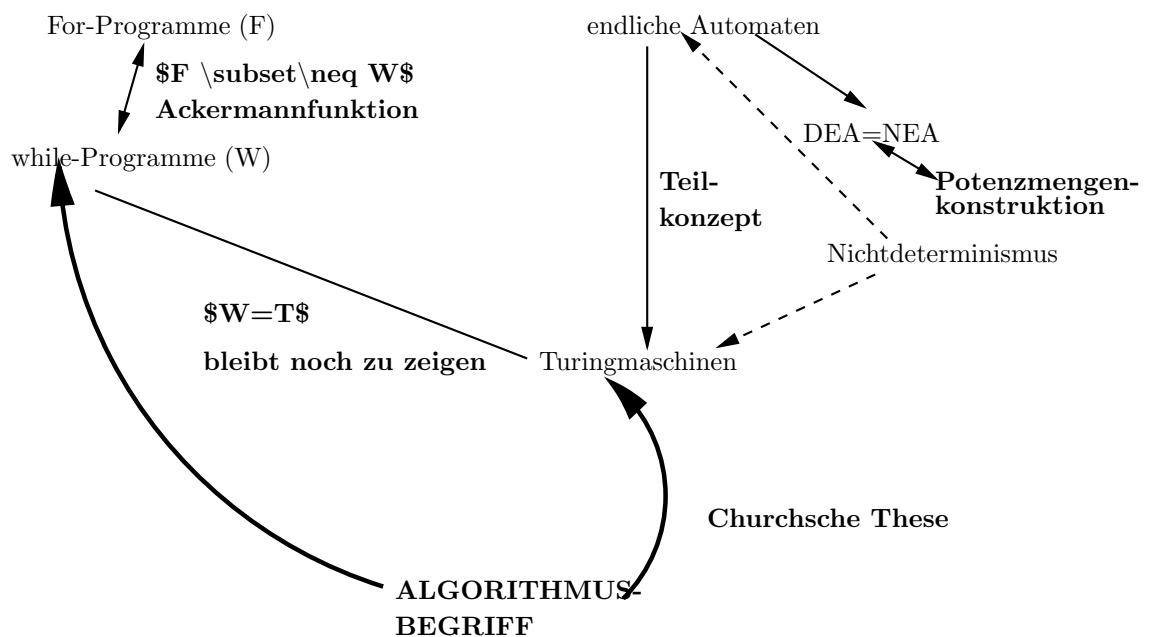 For-Programme (F)
endliche Automaten
$F \subset\neq W$
Ackermannfunktion
DEA=NEA
while-Programme (W)
Teil-
konzept
Potenzmengen-
konstruktion
Nichtdeterminismus
$W=T$
bleibt noch zu zeigen
Turingmaschinen
Churchsche These
ALGORITHMUS-
BEGRIFF